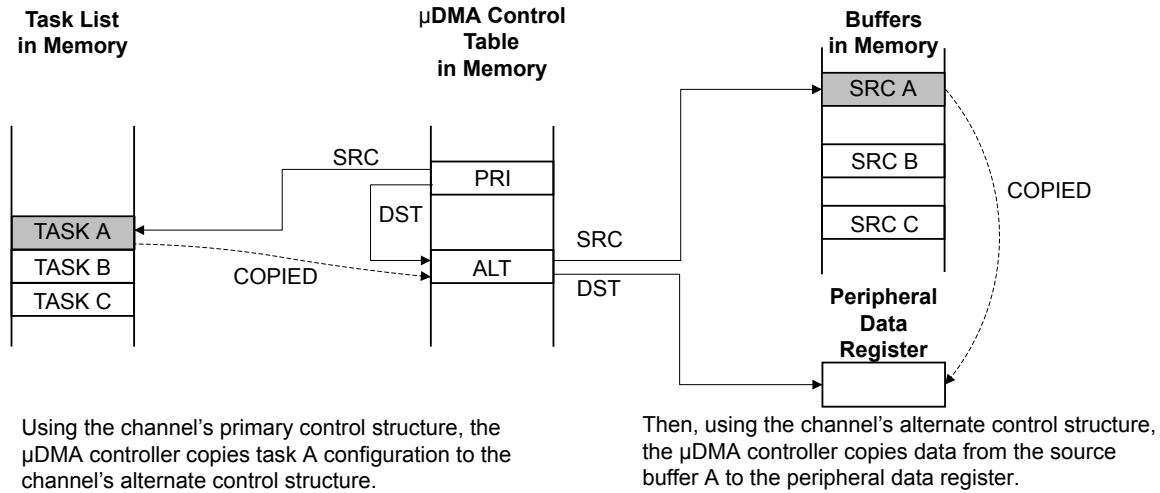 Task List
in Memory
µDMA Control
Table
in Memory
Buffers
in Memory
SRC A
SRC B
SRC C
COPIED
SRC
PRI
DST
TASK A
TASK B
TASK C
COPIED
ALT
SRC
DST
Peripheral
Data
Register
Using the channel's primary control structure, the
µDMA controller copies task A configuration to the
channel's alternate control structure.
Then, using the channel's alternate control structure,
the µDMA controller copies data from the source
buffer A to the peripheral data register.